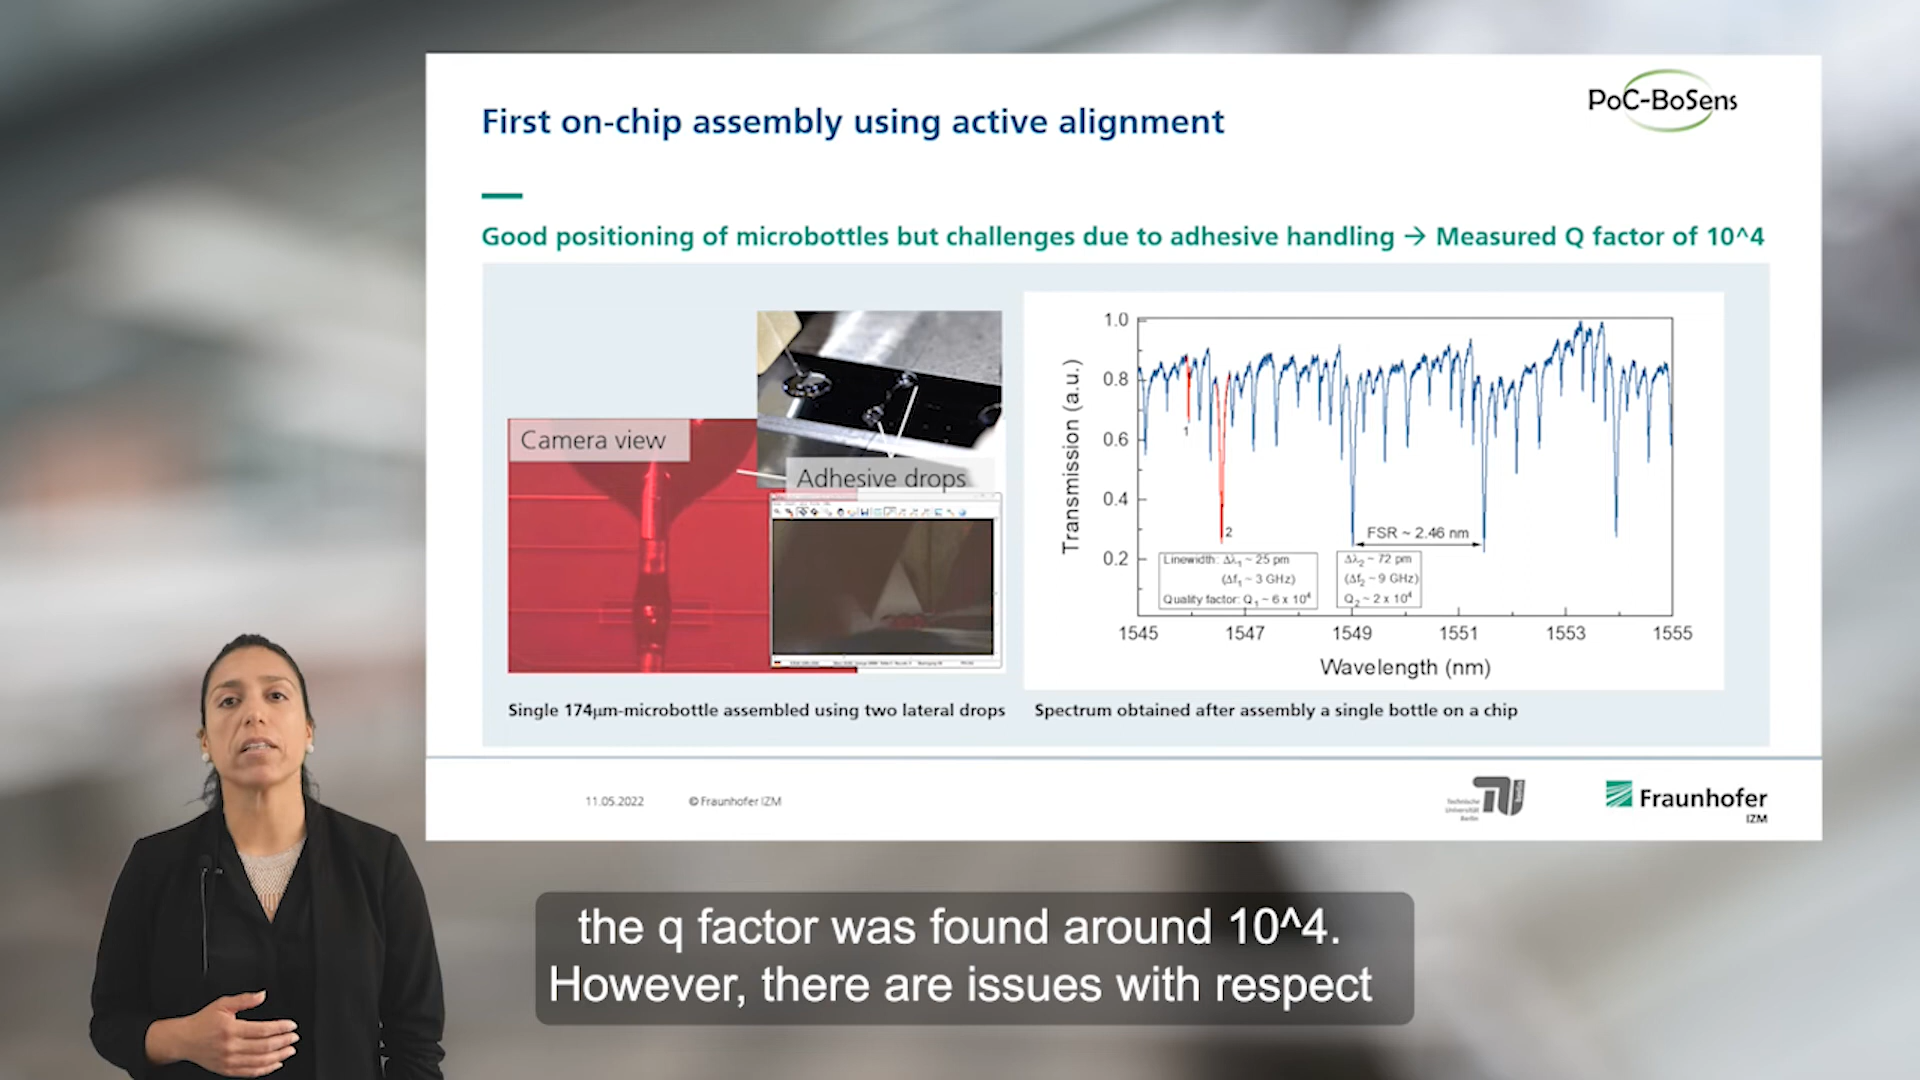 PoC-BoSens
First on-chip assembly using active alignment
Good positioning of microbottles but challenges due to adhesive handling → Measured Q factor of 10^4
Camera view
Adhesive drops
Single 174µm-microbottle assembled using two lateral drops
1.0
0.8
0.6
0.4
0.2
Transmission (a.u.)
1
2
FSR ~ 2.46 nm
Linewidth: Δλ₁ ~ 25 pm
(Δf₁ ~ 3 GHz)
Quality factor: Q₁ ~ 6 x 10⁴
Δλ₂ ~ 72 pm
(Δf₂ ~ 9 GHz)
Q₂ ~ 2 x 10⁴
1545 1547 1549 1551 1553 1555
Wavelength (nm)
Spectrum obtained after assembly a single bottle on a chip
11.05.2022 © Fraunhofer IZM
Technische
Universität
Berlin
Fraunhofer
IZM
the q factor was found around 10^4.
However, there are issues with respect